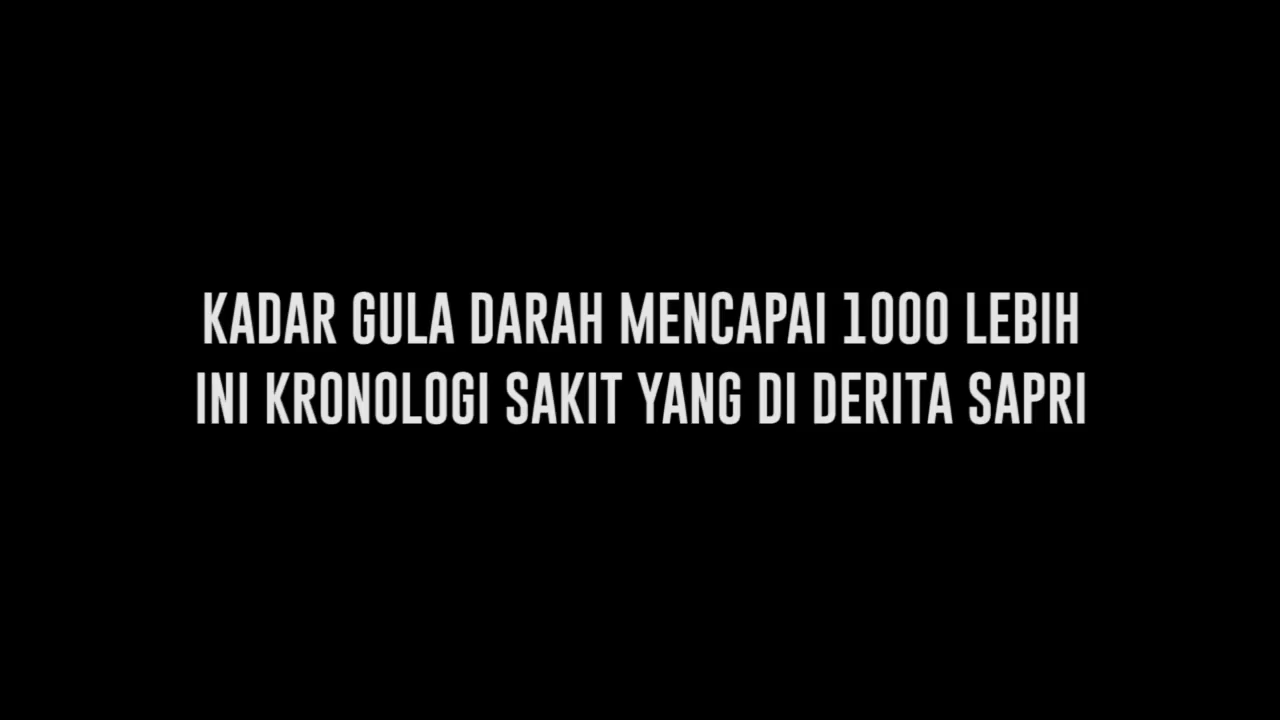 KADAR GULA DARAH MENCAPAI 1000 LEBIH
INI KRONOLOGI SAKIT YANG DI DERITA SAPRI